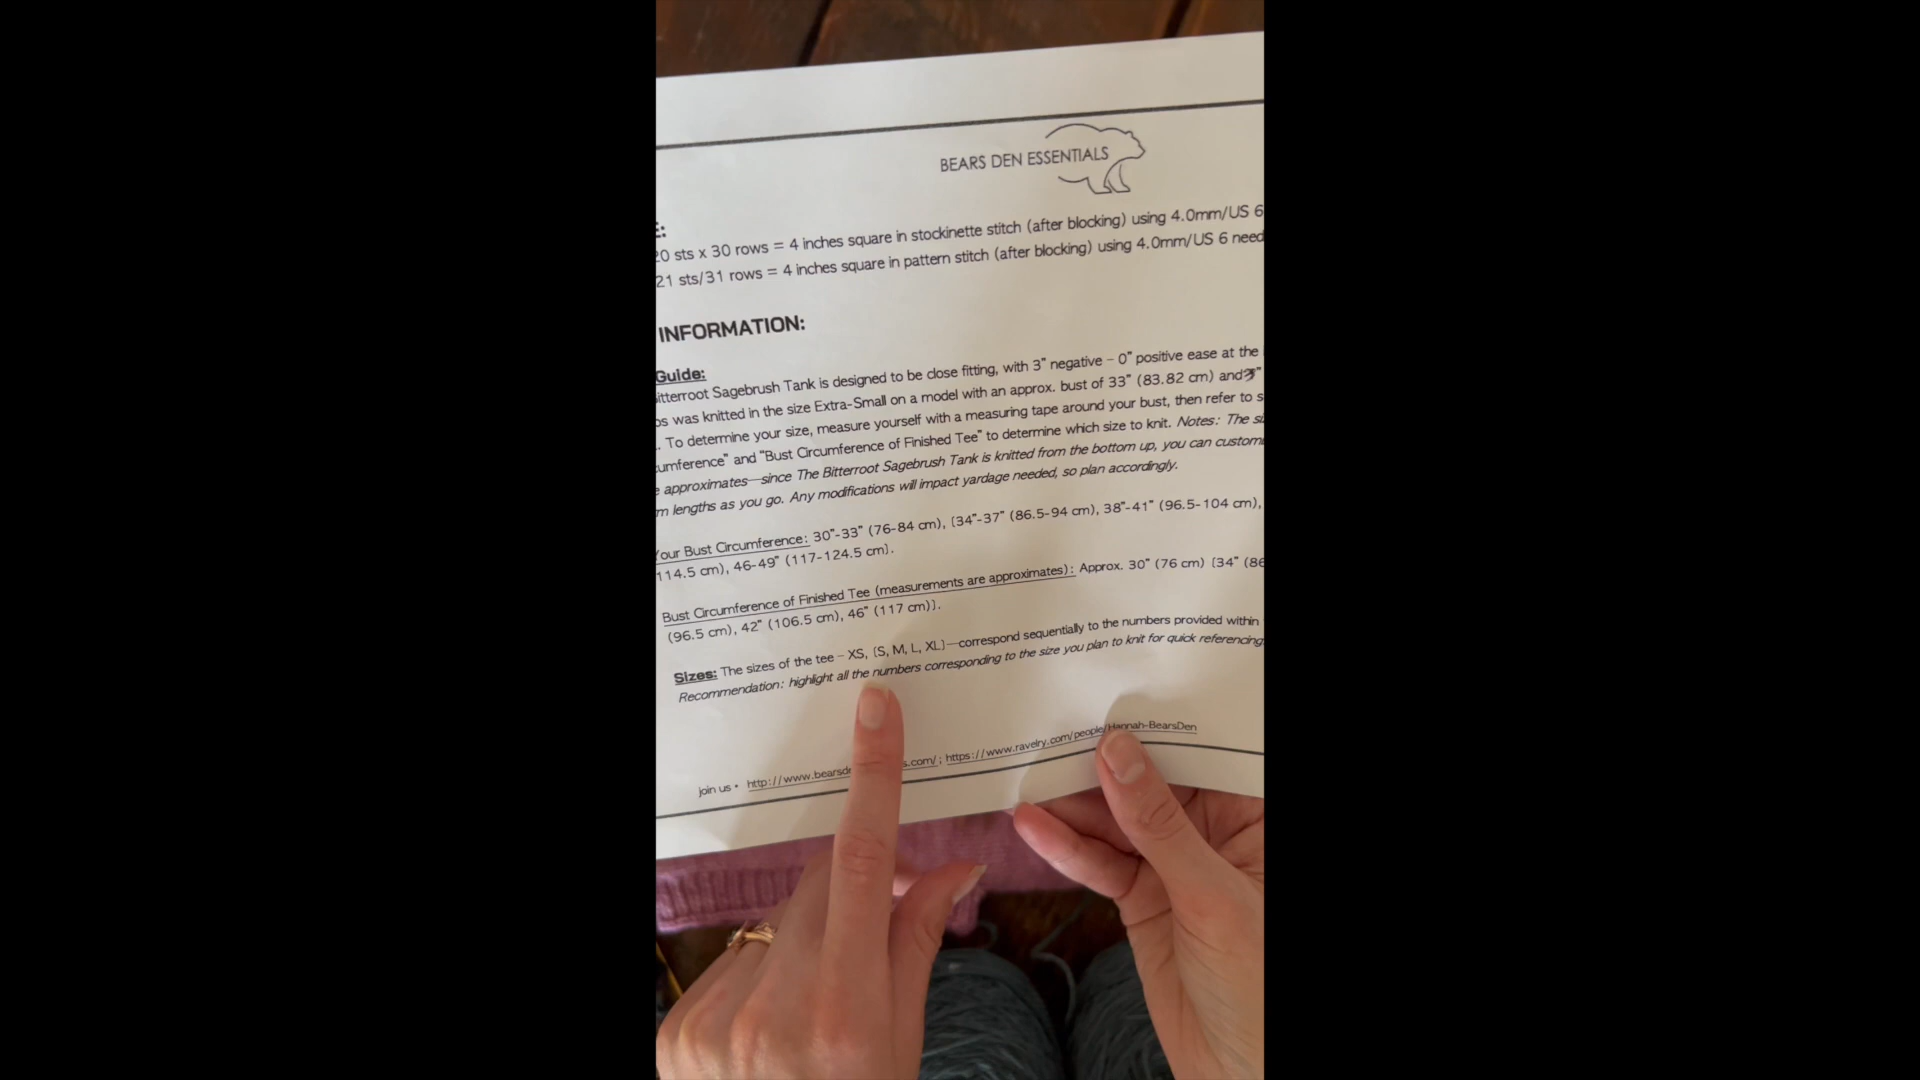 BEARS DEN ESSENTIALS
E:
20 sts x 30 rows = 4 inches square in stockinette stitch (after blocking) using 4.0mm/US 6
21 sts/31 rows = 4 inches square in pattern stitch (after blocking) using 4.0mm/US 6 need
INFORMATION:
Guide:
itterroot Sagebrush Tank is designed to be close fitting, with 3" negative – 0" positive ease at the
os was knitted in the size Extra-Small on a model with an approx. bust of 33" (83.82 cm) and 3"
. To determine your size, measure yourself with a measuring tape around your bust, then refer to s
cumference" and "Bust Circumference of Finished Tee" to determine which size to knit. Notes: The si
e approximates—since The Bitterroot Sagebrush Tank is knitted from the bottom up, you can custom
m lengths as you go. Any modifications will impact yardage needed, so plan accordingly.
Your Bust Circumference: 30"-33" (76-84 cm), [34"-37" (86.5-94 cm), 38"-41" (96.5-104 cm),
114.5 cm), 46-49" (117-124.5 cm].
Bust Circumference of Finished Tee (measurements are approximates): Approx. 30" (76 cm) [34" (86
(96.5 cm), 42" (106.5 cm), 46" (117 cm)].
Sizes: The sizes of the tee – XS, [S, M, L, XL]—correspond sequentially to the numbers provided within
Recommendation: highlight all the numbers corresponding to the size you plan to knit for quick referencing
Join us • http://www.bearsde s.com/ ; https://www.ravelry.com/people/Hannah-BearsDen